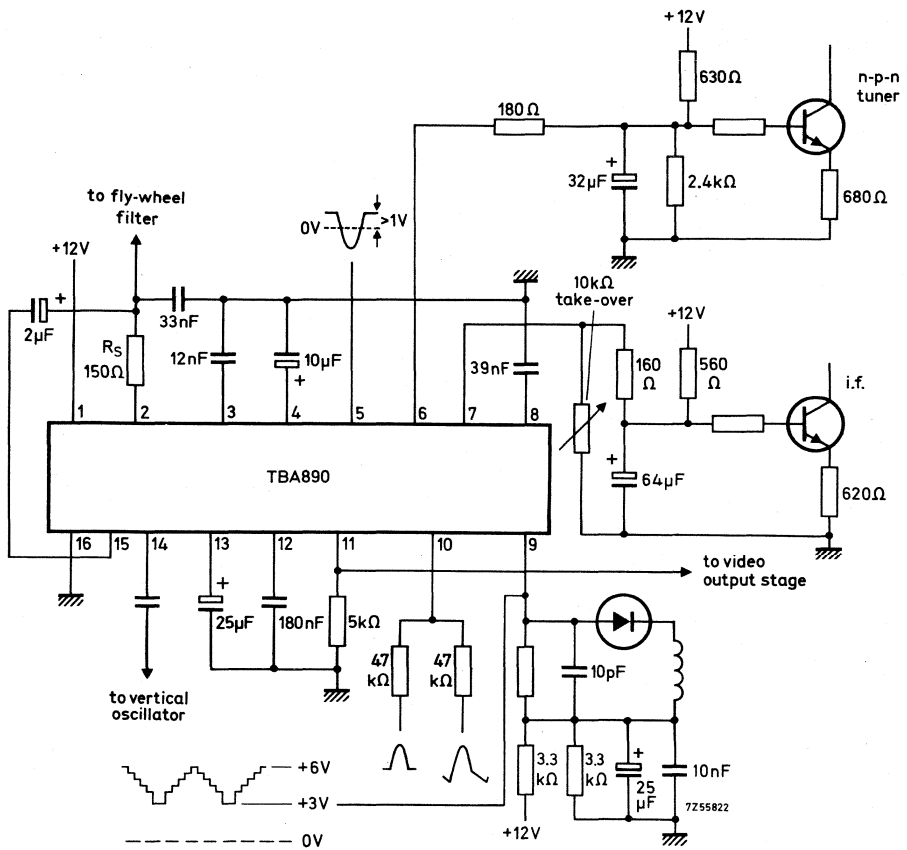 +12V
n-p-n
tuner
630Ω
180Ω
+
32µF
2.4kΩ
680Ω
to fly-wheel
filter
0V
>1V
+12V
+
2µF
33nF
RS
150Ω
12nF
10µF
+
39nF
10kΩ
take-over
+12V
160
Ω
560
Ω
i.f.
+
64µF
620Ω
1
2
3
4
5
6
7
8
TBA890
16
15
14
13
12
11
10
9
to video
output stage
+
25µF
180nF
5kΩ
47
kΩ
47
kΩ
10pF
to vertical
oscillator
3.3
kΩ
3.3
kΩ
+
25
µF
10nF
7Z55822
+6V
+3V
0V
+12V